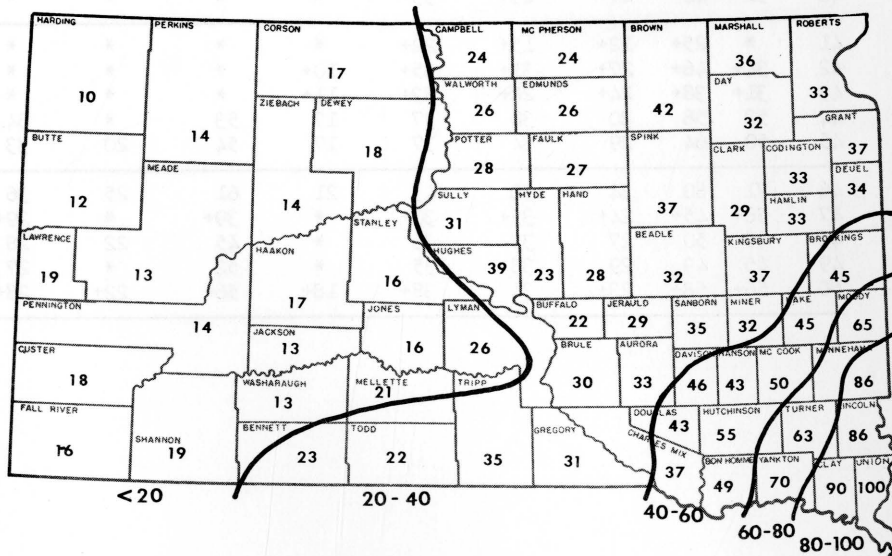 HARDING
10
PERKINS
14
CORSON
17
CAMPBELL
24
MC PHERSON
24
BROWN
42
MARSHALL
36
ROBERTS
33
WALWORTH
26
EDMUNDS
26
DAY
32
GRANT
37
ZIEBACH
14
DEWEY
18
BUTTE
12
MEADE
13
POTTER
28
FAULK
27
SPINK
37
CLARK
29
CODINGTON
33
DEUEL
34
HAMLIN
33
SULLY
31
HYDE
23
HAND
28
STANLEY
16
LAWRENCE
19
HAAKON
17
HUGHES
39
BEADLE
32
KINGSBURY
37
BROOKINGS
45
PENNINGTON
14
JACKSON
13
JONES
16
LYMAN
26
BUFFALO
22
JERAULD
29
SANBORN
35
MINER
32
LAKE
45
MOODY
65
CUSTER
18
WASHARAUGH
13
MELLETTE
21
TRIPP
35
BRULE
30
AURORA
33
DAVISON
46
HANSON
43
MC COOK
50
MINNEHAHA
86
FALL RIVER
16
SHANNON
19
BENNETT
23
TODD
22
GREGORY
31
DOUGLAS
43
CHARLES MIX
37
HUTCHINSON
55
TURNER
63
LINCOLN
86
BON HOMME
49
YANKTON
70
CLAY
90
UNION
100
<20
20-40
40-60
60-80
80-100